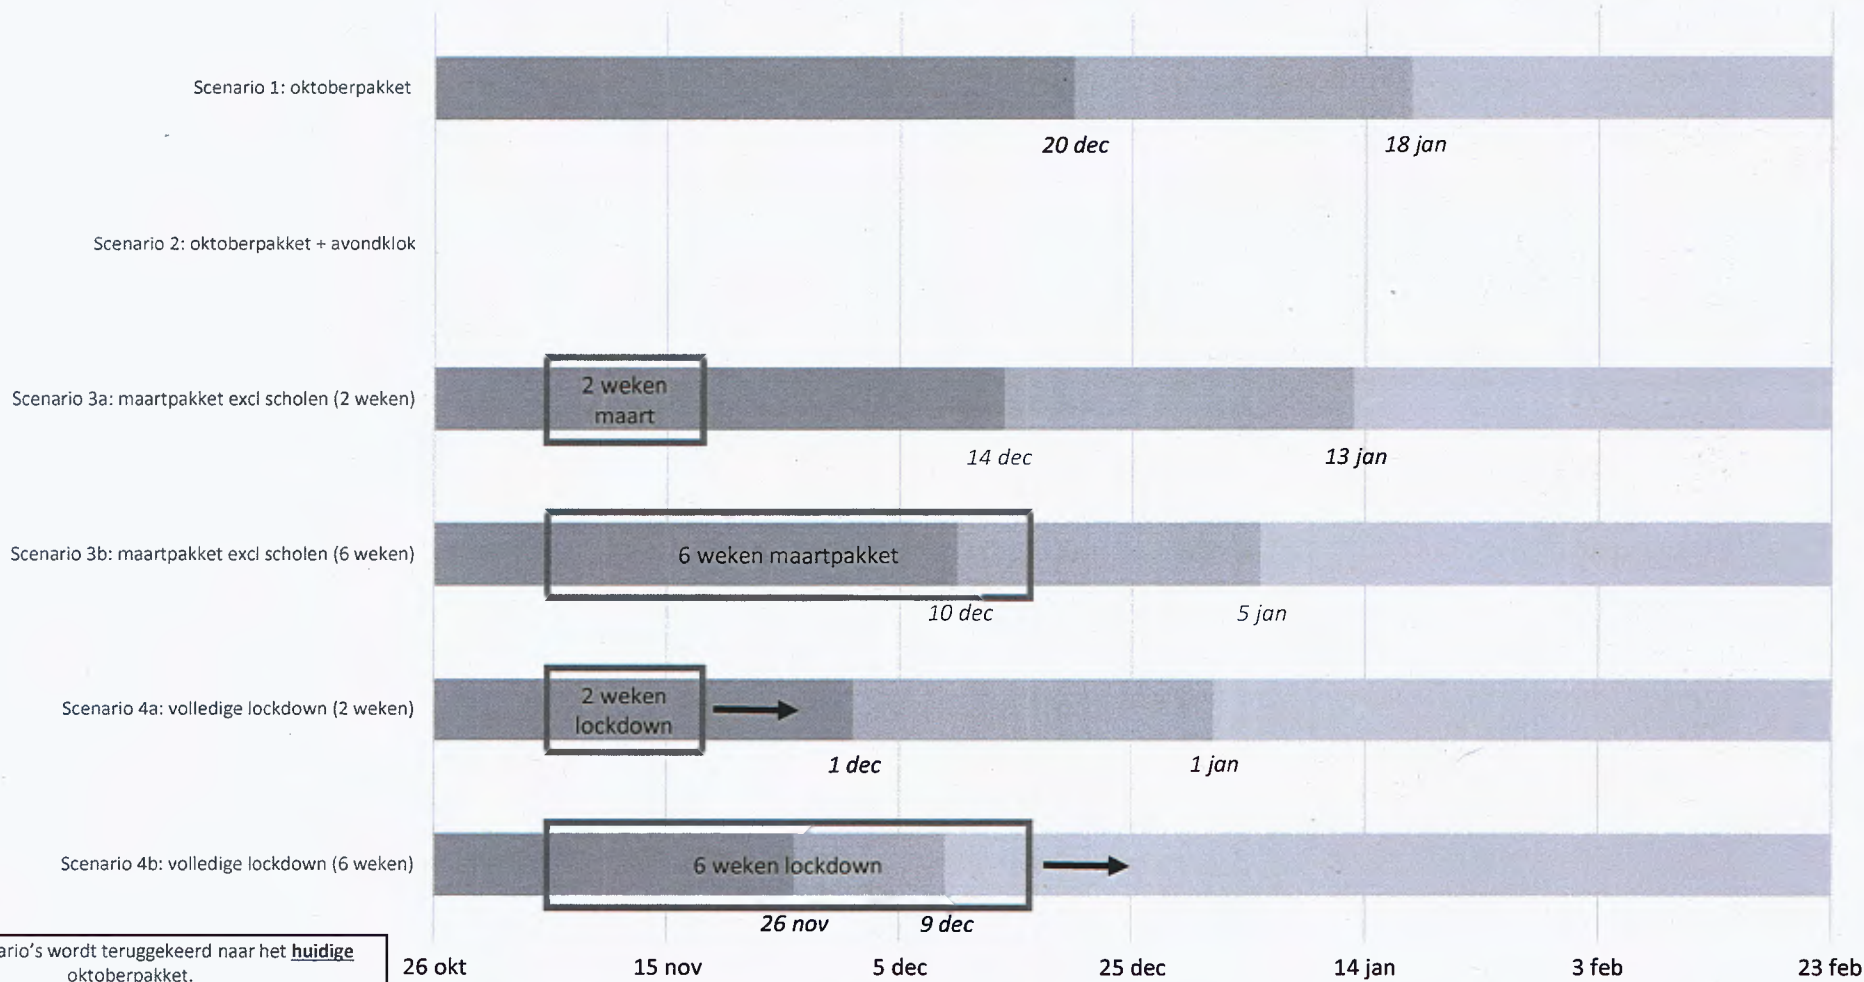 Scenario 1: oktoberpakket
20 dec
18 jan
Scenario 2: oktoberpakket + avondklok
Scenario 3a: maartpakket excl scholen (2 weken)
2 weken
maart
14 dec
13 jan
Scenario 3b: maartpakket excl scholen (6 weken)
6 weken maartpakket
10 dec
5 jan
Scenario 4a: volledige lockdown (2 weken)
2 weken
lockdown
1 dec
1 jan
Scenario 4b: volledige lockdown (6 weken)
6 weken lockdown
26 nov
9 dec
ario's wordt teruggekeerd naar het huidige
oktoberpakket.
26 okt
15 nov
5 dec
25 dec
14 jan
3 feb
23 feb